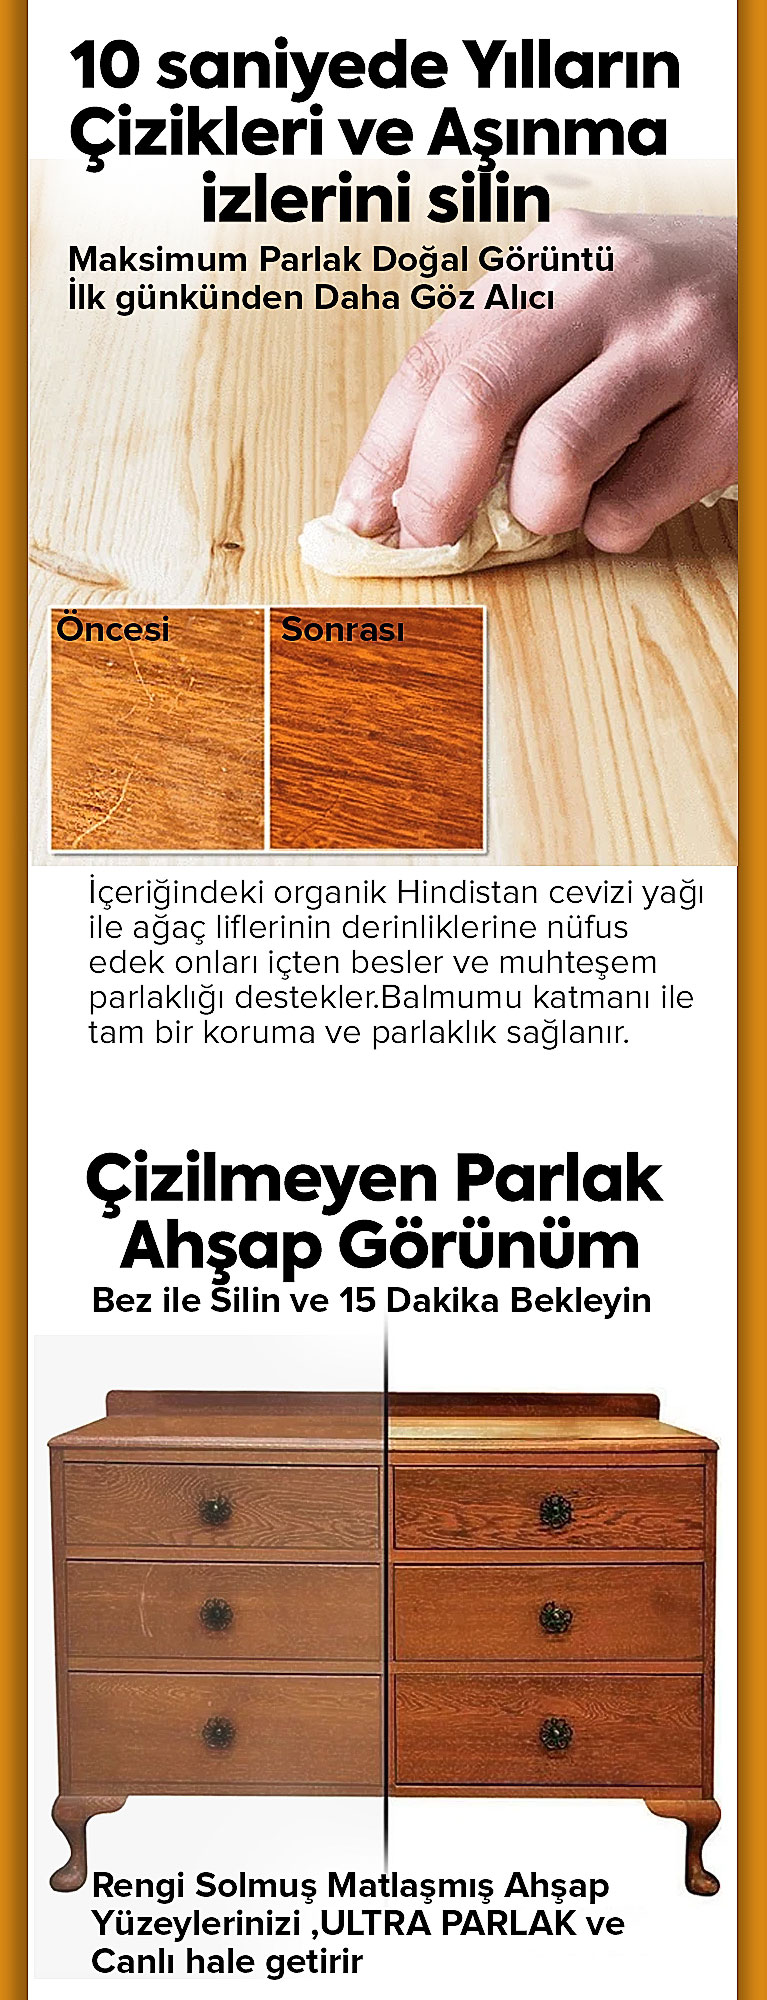 10 saniyede Yılların
Çizikleri ve Aşınma
izlerini silin
Maksimum Parlak Doğal Görüntü
İlk günkünden Daha Göz Alıcı
Öncesi
Sonrası
İçeriğindeki organik Hindistan cevizi yağı
ile ağaç liflerinin derinliklerine nüfus
edek onları içten besler ve muhteşem
parlaklığı destekler.Balmumu katmanı ile
tam bir koruma ve parlaklık sağlanır.
Çizilmeyen Parlak
Ahşap Görünüm
Bez ile Silin ve 15 Dakika Bekleyin
Rengi Solmuş Matlaşmış Ahşap
Yüzeylerinizi ,ULTRA PARLAK ve
Canlı hale getirir